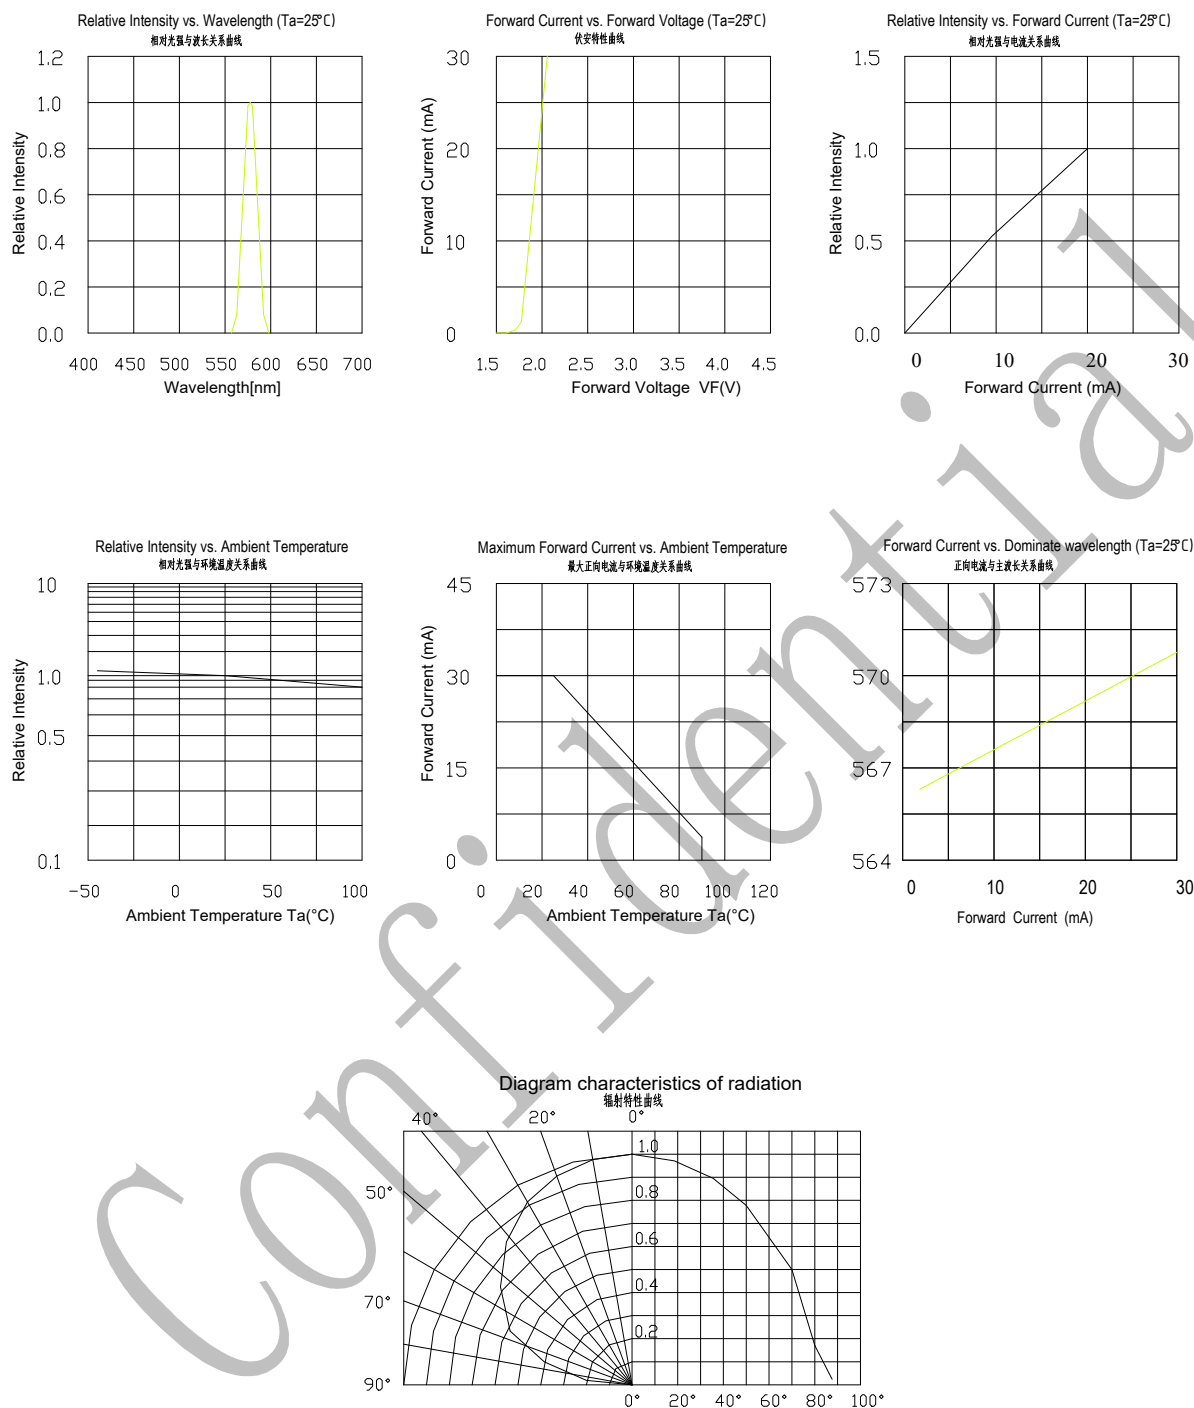 Relative Intensity vs. Wavelength (Ta=25℃)
相对光强与波长关系曲线
1.2
1.0
0.8
0.6
0.4
0.2
0.0
Relative Intensity
400 450 500 550 600 650 700
Wavelength[nm]
Forward Current vs. Forward Voltage (Ta=25℃)
伏安特性曲线
30
20
10
0
Forward Current (mA)
1.5 2.0 2.5 3.0 3.5 4.0 4.5
Forward Voltage VF(V)
Relative Intensity vs. Forward Current (Ta=25℃)
相对光强与电流关系曲线
1.5
1.0
0.5
0.0
Relative Intensity
0 10 20 30
Forward Current (mA)
Relative Intensity vs. Ambient Temperature
相对光强与环境温度关系曲线
10
1.0
0.5
0.1
Relative Intensity
-50 0 50 100
Ambient Temperature Ta(°C)
Maximum Forward Current vs. Ambient Temperature
最大正向电流与环境温度关系曲线
45
30
15
0
Forward Current (mA)
0 20 40 60 80 100 120
Ambient Temperature Ta(°C)
Forward Current vs. Dominate wavelength (Ta=25℃)
正向电流与主波长关系曲线
573
570
567
564
0 10 20 30
Forward Current (mA)
Diagram characteristics of radiation
辐射特性曲线
40° 20° 0°
50°
70°
90°
1.0
0.8
0.6
0.4
0.2
0° 20° 40° 60° 80° 100°
Confidential